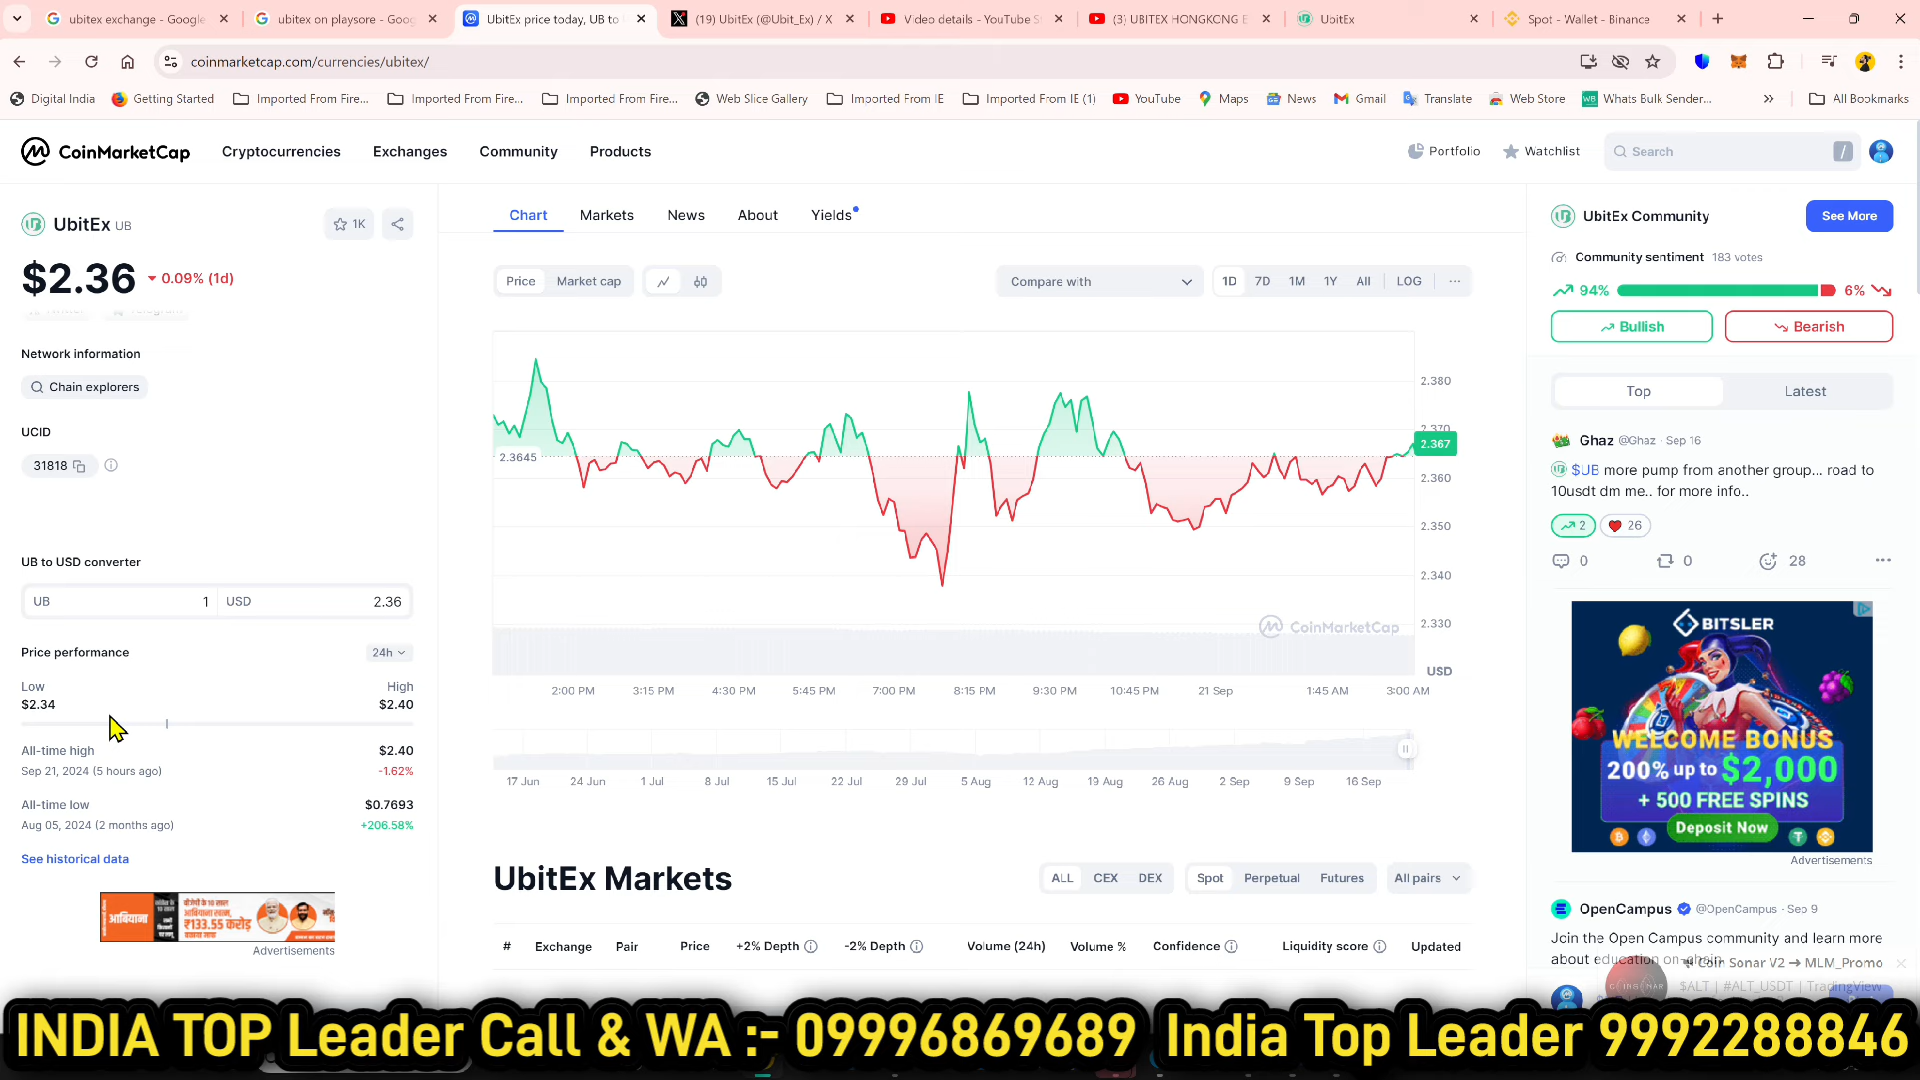 ubitex exchange - Google
ubitex on playsore - Goog
UbitEx price today, UB to
(19) UbitEx (@Ubit_Ex) / X
Video details - YouTube S
(3) UBITEX HONGKONG E
UbitEx
Spot - Wallet - Binance
coinmarketcap.com/currencies/ubitex/
Digital India
Getting Started
Imported From Fire...
Imported From Fire...
Imported From Fire...
Web Slice Gallery
Imported From IE
Imported From IE (1)
YouTube
Maps
News
Gmail
Translate
Web Store
Whats Bulk Sender...
All Bookmarks
CoinMarketCap
Cryptocurrencies
Exchanges
Community
Products
Portfolio
Watchlist
Search
/
UbitEx UB
1K
$2.36
0.09% (1d)
Network information
Chain explorers
UCID
31818
UB to USD converter
UB 1
USD 2.36
Price performance
24h
Low
High
$2.34
$2.40
All-time high
$2.40
Sep 21, 2024 (5 hours ago)
-1.62%
All-time low
$0.7693
Aug 05, 2024 (2 months ago)
+206.58%
See historical data
आबियाना
₹133.55 करोड़
Advertisements
Chart
Markets
News
About
Yields
Price
Market cap
Compare with
1D
7D
1M
1Y
All
LOG
2.380
2.370
2.367
2.3645
2.360
2.350
2.340
2.330
CoinMarketCap
USD
2:00 PM
3:15 PM
4:30 PM
5:45 PM
7:00 PM
8:15 PM
9:30 PM
10:45 PM
21 Sep
1:45 AM
3:00 AM
17 Jun
24 Jun
1 Jul
8 Jul
15 Jul
22 Jul
29 Jul
5 Aug
12 Aug
19 Aug
26 Aug
2 Sep
9 Sep
16 Sep
UbitEx Markets
ALL
CEX
DEX
Spot
Perpetual
Futures
All pairs
#
Exchange
Pair
Price
+2% Depth
-2% Depth
Volume (24h)
Volume %
Confidence
Liquidity score
Updated
UbitEx Community
See More
Community sentiment 183 votes
94%
6%
Bullish
Bearish
Top
Latest
Ghaz @Ghaz · Sep 16
$UB more pump from another group... road to
10usdt dm me.. for more info..
2
26
0
0
28
BITSLER
WELCOME BONUS
200% up to $2,000
+ 500 FREE SPINS
Deposit Now
Advertisements
OpenCampus @OpenCampus · Sep 9
Join the Open Campus community and learn more
about education on-chain
Coin Sonar V2 → MLM_Promo
$ALT | #ALT_USDT | TradingView
INDIA TOP Leader Call & WA :- 09996869689 India Top Leader 9992288846